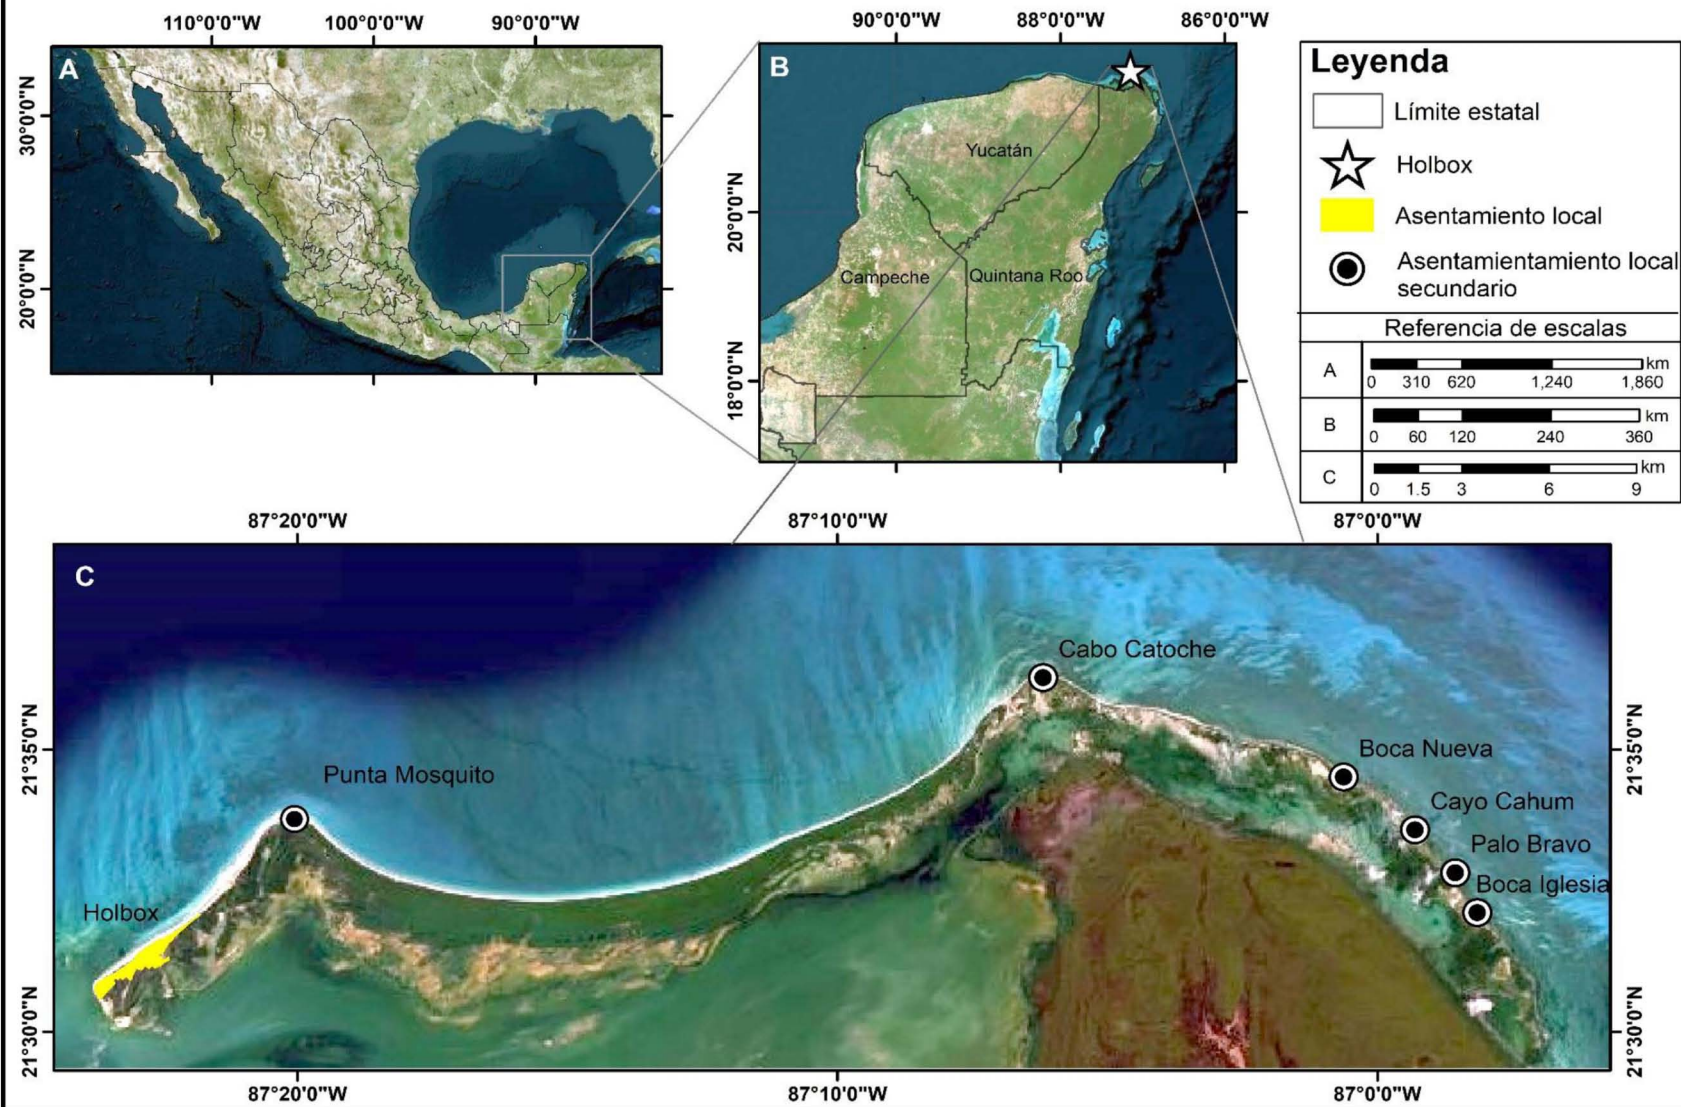 110°0'0"W 100°0'0"W 90°0'0"W
90°0'0"W 88°0'0"W 86°0'0"W
A
30°0'0"N
20°0'0"N
B
20°0'0"N
18°0'0"N
Yucatán
Campeche
Quintana Roo
Leyenda
Límite estatal
Holbox
Asentamiento local
Asentamientamiento local
secundario
Referencia de escalas
A
km
0 310 620 1,240 1,860
B
km
0 60 120 240 360
C
km
0 1.5 3 6 9
87°20'0"W 87°10'0"W 87°0'0"W
C
21°35'0"N
21°30'0"N
Cabo Catoche
Punta Mosquito
Boca Nueva
Cayo Cahum
Palo Bravo
Boca Iglesia
Holbox
21°35'0"N
21°30'0"N
87°20'0"W 87°10'0"W 87°0'0"W